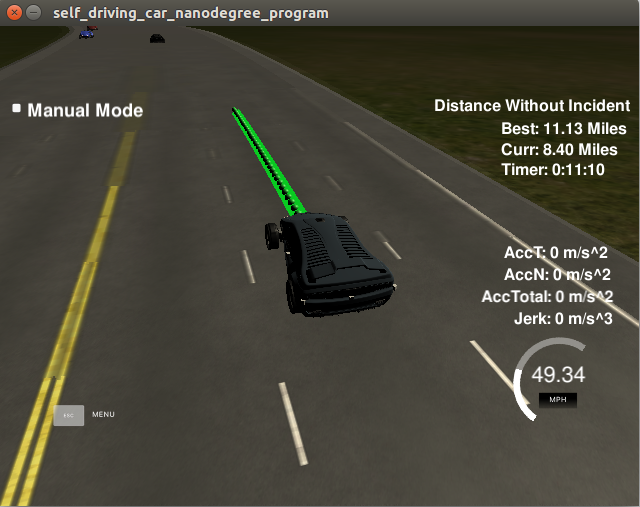 self_driving_car_nanodegree_program
Manual Mode
Distance Without Incident
Best: 11.13 Miles
Curr: 8.40 Miles
Timer: 0:11:10
AccT: 0 m/s^2
AccN: 0 m/s^2
AccTotal: 0 m/s^2
Jerk: 0 m/s^3
49.34
MPH
ESC MENU